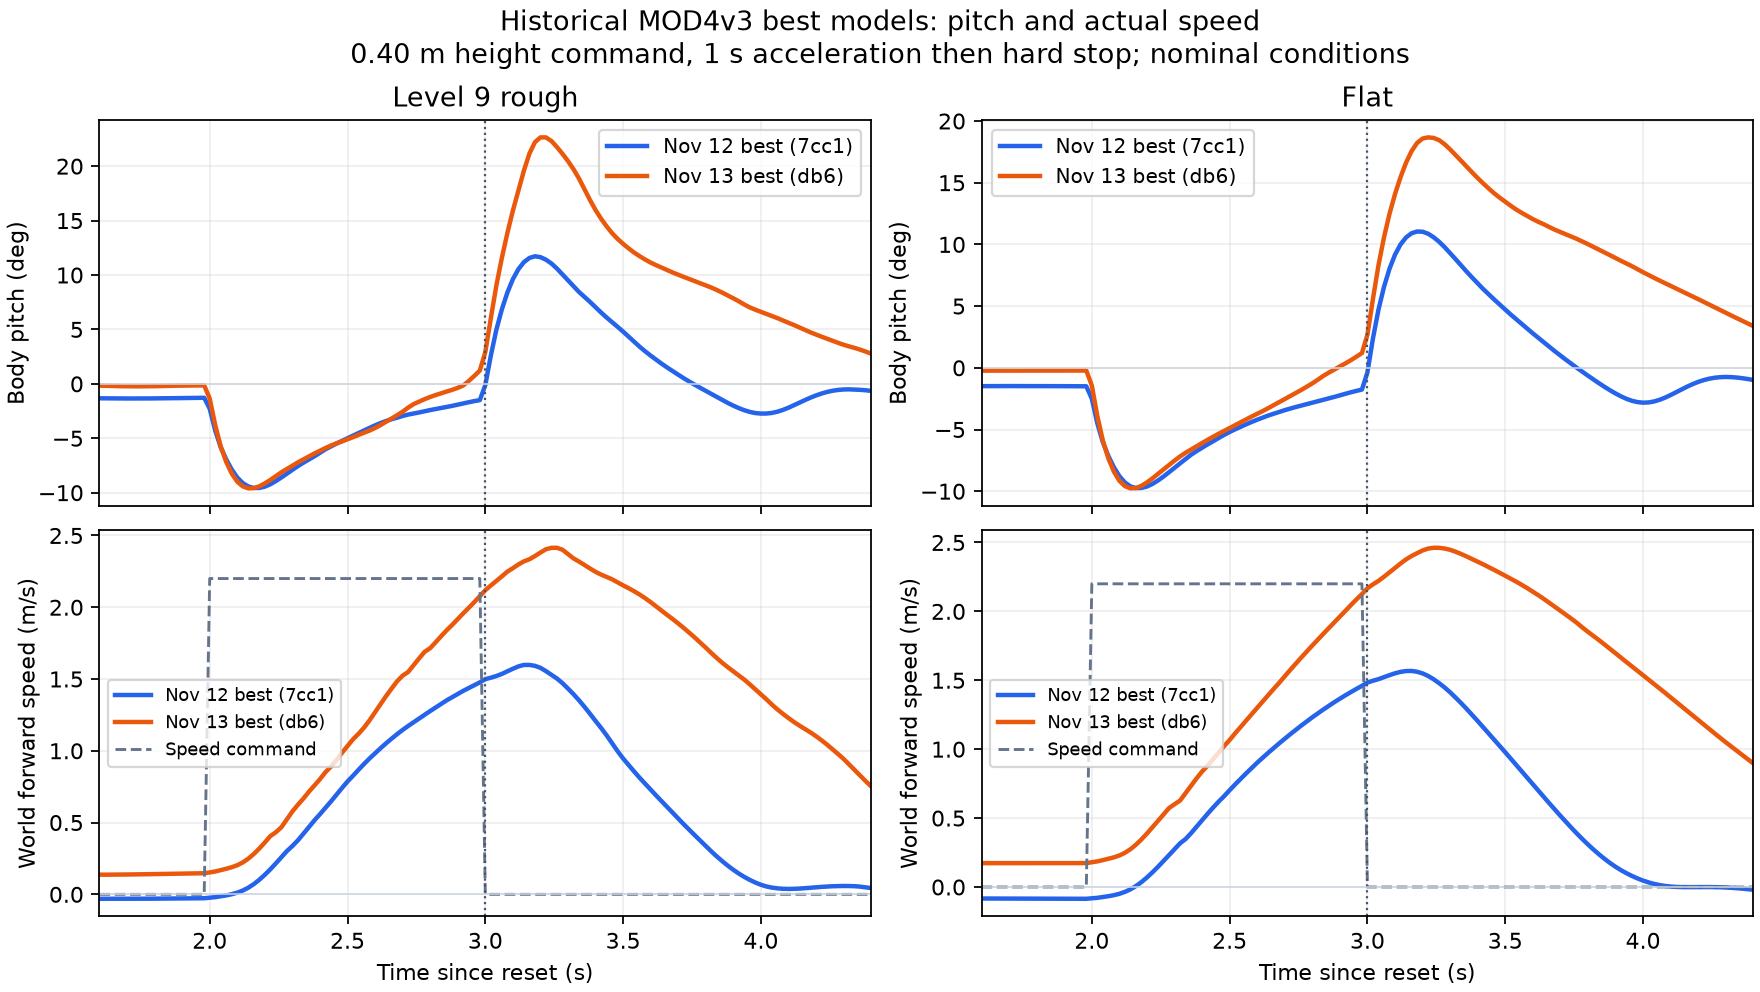 Historical MOD4v3 best models: pitch and actual speed
0.40 m height command, 1 s acceleration then hard stop; nominal conditions
Level 9 rough
Body pitch (deg)
20
15
10
5
0
−5
−10
Nov 12 best (7cc1)
Nov 13 best (db6)
Flat
Body pitch (deg)
20
15
10
5
0
−5
−10
Nov 12 best (7cc1)
Nov 13 best (db6)
World forward speed (m/s)
2.5
2.0
1.5
1.0
0.5
0.0
Nov 12 best (7cc1)
Nov 13 best (db6)
Speed command
2.0 2.5 3.0 3.5 4.0
Time since reset (s)
World forward speed (m/s)
2.5
2.0
1.5
1.0
0.5
0.0
Nov 12 best (7cc1)
Nov 13 best (db6)
Speed command
2.0 2.5 3.0 3.5 4.0
Time since reset (s)